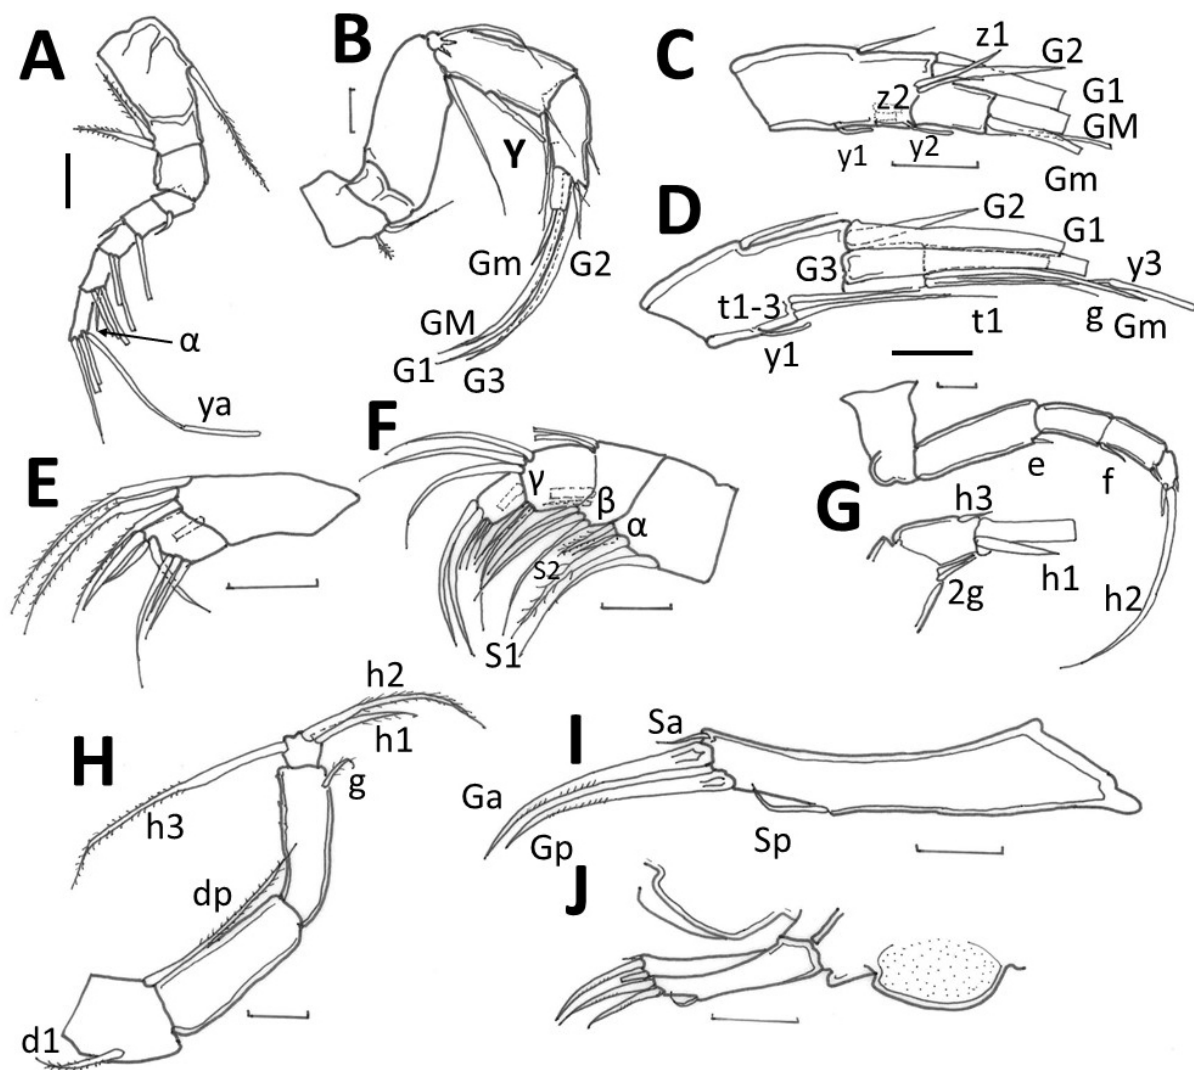 A
α
ya
B
Y
Gm
G2
GM
G1
G3
C
z1
G2
z2
G1
GM
y1
y2
Gm
D
G2
G1
G3
y3
t1-3
t1
g
Gm
y1
E
F
γ
β
α
S2
S1
G
e
f
h3
h1
2g
h2
H
h2
h1
g
h3
dp
d1
I
Sa
Ga
Gp
Sp
J